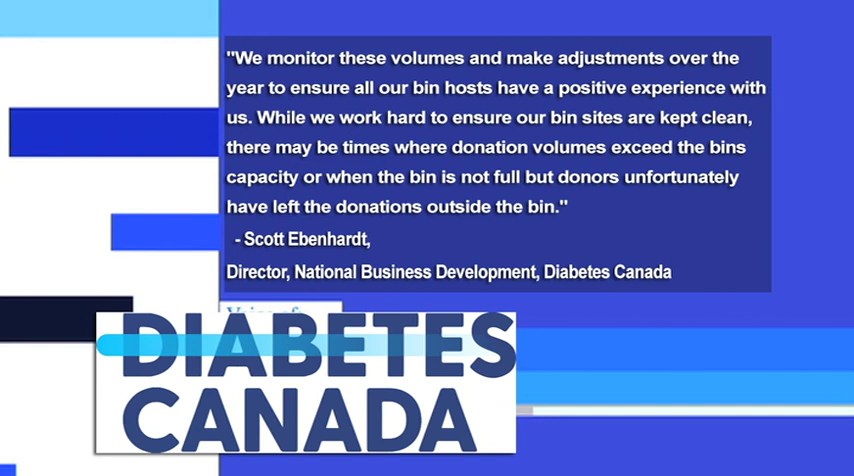 "We monitor these volumes and make adjustments over the
year to ensure all our bin hosts have a positive experience with
us. While we work hard to ensure our bin sites are kept clean,
there may be times where donation volumes exceed the bins
capacity or when the bin is not full but donors unfortunately
have left the donations outside the bin."
- Scott Ebenhardt,
Director, National Business Development, Diabetes Canada
DIABETES
CANADA